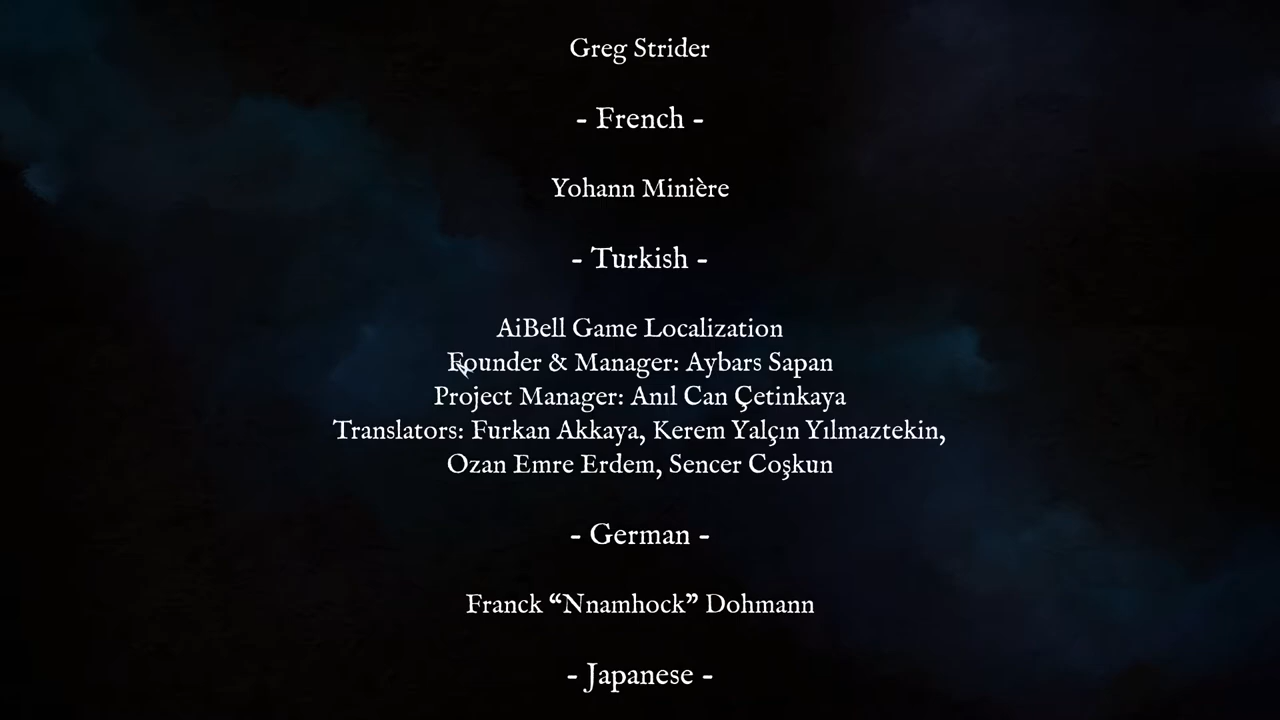 Greg Strider
- French -
Yohann Minière
- Turkish -
AiBell Game Localization
Founder & Manager: Aybars Sapan
Project Manager: Anıl Can Çetinkaya
Translators: Furkan Akkaya, Kerem Yalçın Yılmaztekin,
Ozan Emre Erdem, Sencer Coşkun
- German -
Franck “Nnamhock” Dohmann
- Japanese -